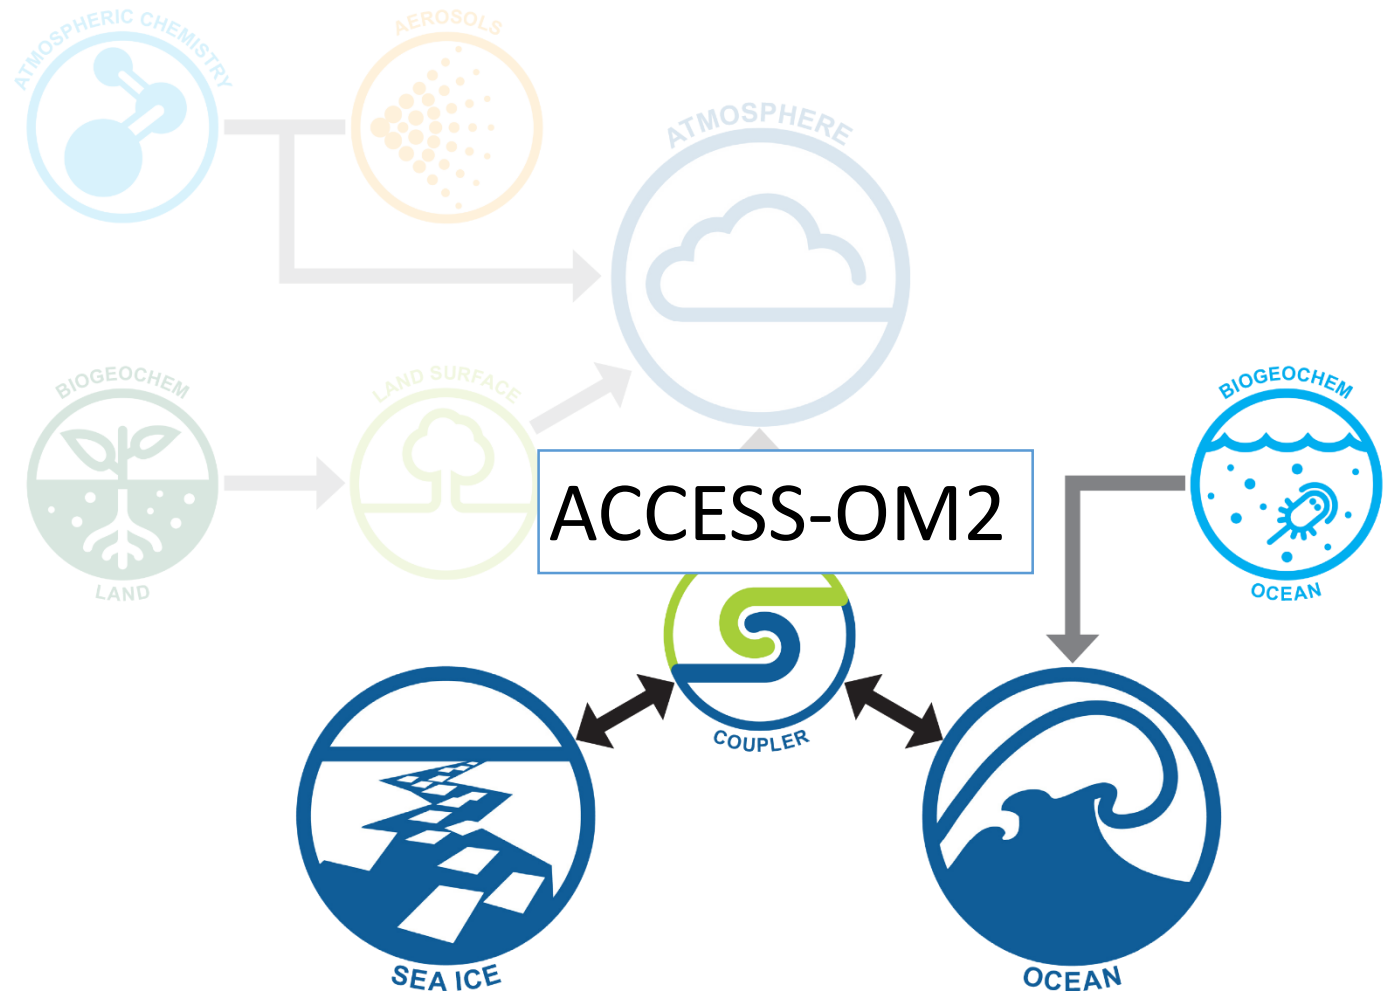 ATMOSPHERIC CHEMISTRY
AEROSOLS
ATMOSPHERE
BIOGEOCHEM
LAND
LAND SURFACE
BIOGEOCHEM
OCEAN
ACCESS-OM2
COUPLER
SEA ICE
OCEAN